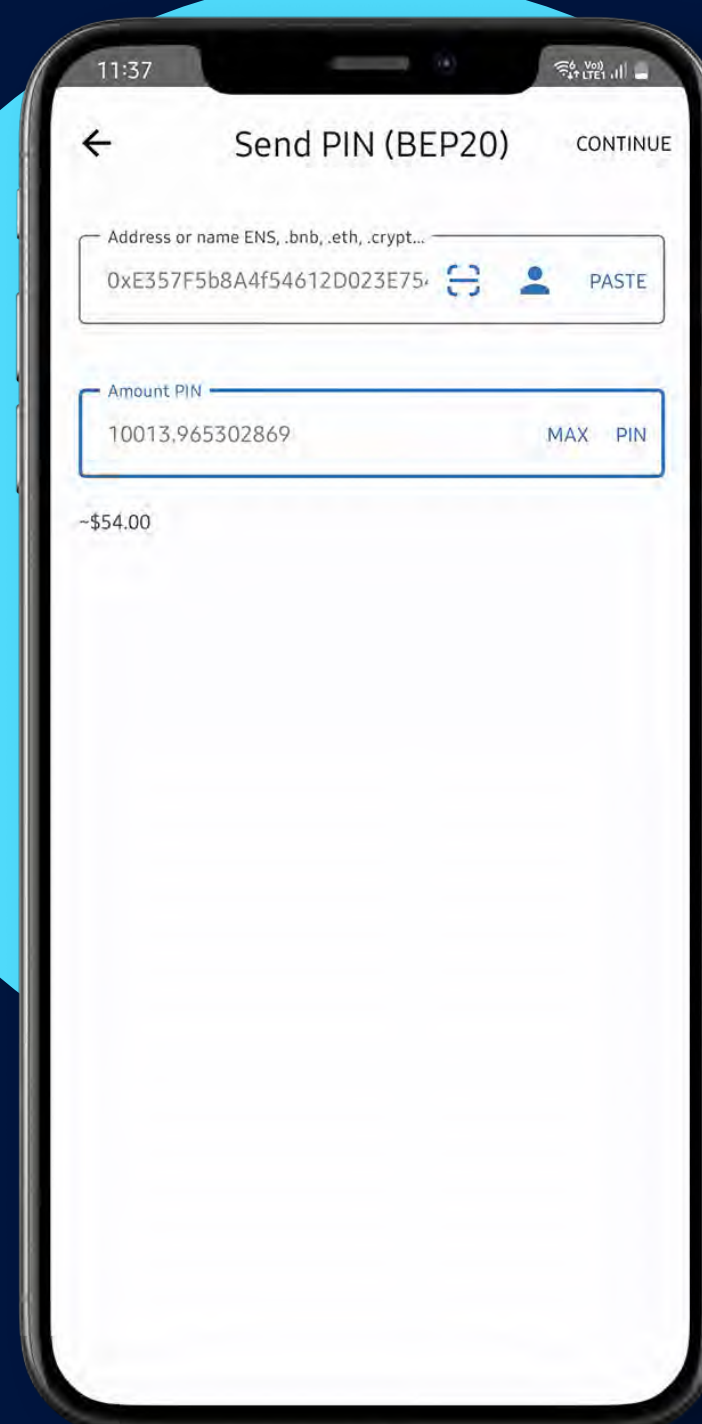 11:37
Send PIN (BEP20)
CONTINUE
Address or name ENS, .bnb, .eth, .crypt...
0xE357F5b8A4f54612D023E75
PASTE
Amount PIN
10013,965302869
MAX PIN
~$54.00